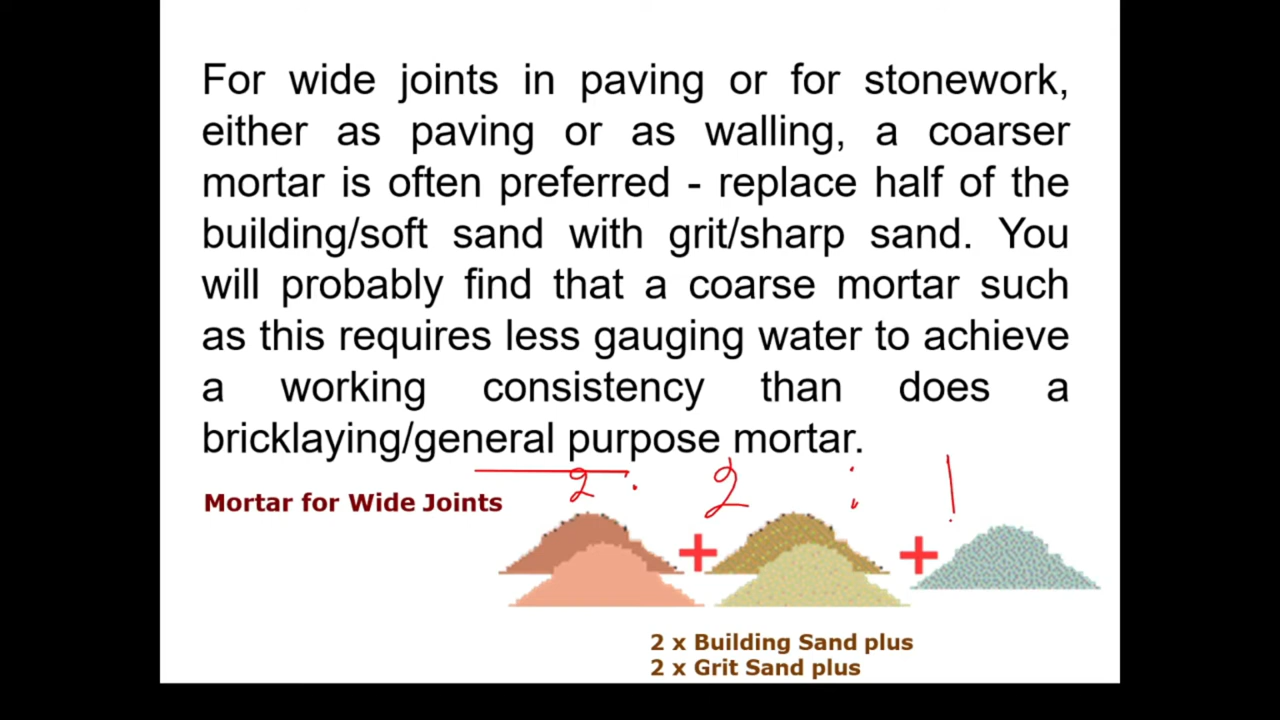 For wide joints in paving or for stonework,
either as paving or as walling, a coarser
mortar is often preferred - replace half of the
building/soft sand with grit/sharp sand. You
will probably find that a coarse mortar such
as this requires less gauging water to achieve
a working consistency than does a
bricklaying/general purpose mortar.
2 : 2 : 1
Mortar for Wide Joints
+ +
2 x Building Sand plus
2 x Grit Sand plus